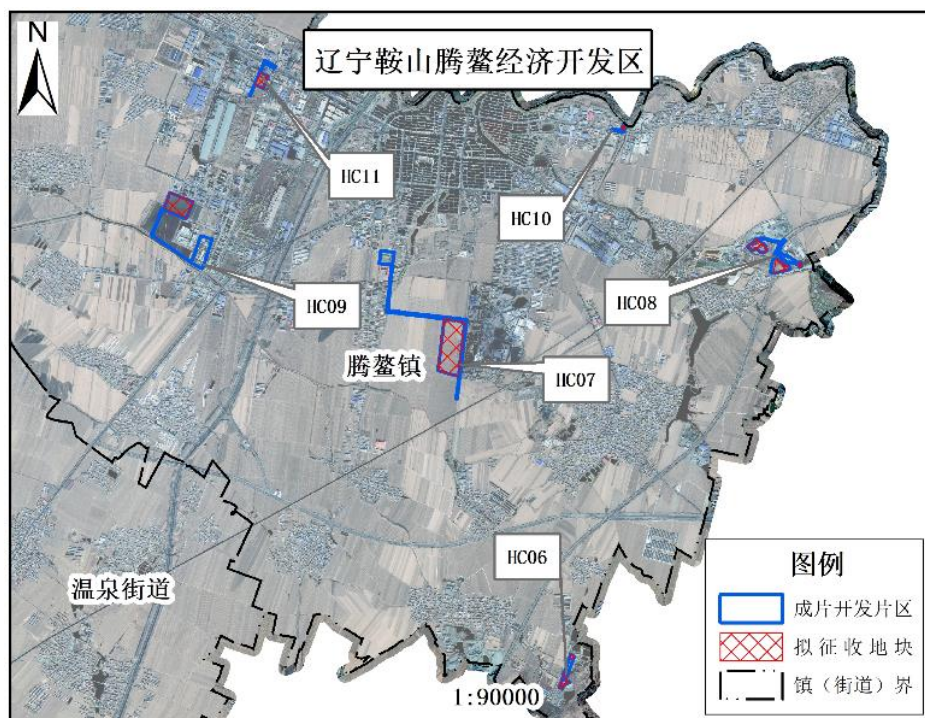 N
辽宁鞍山腾鳌经济开发区
HC11
HC10
HC08
HC09
腾鳌镇
HC07
HC06
温泉街道
图例
成片开发片区
拟征收地块
镇（街道）界
1:90000